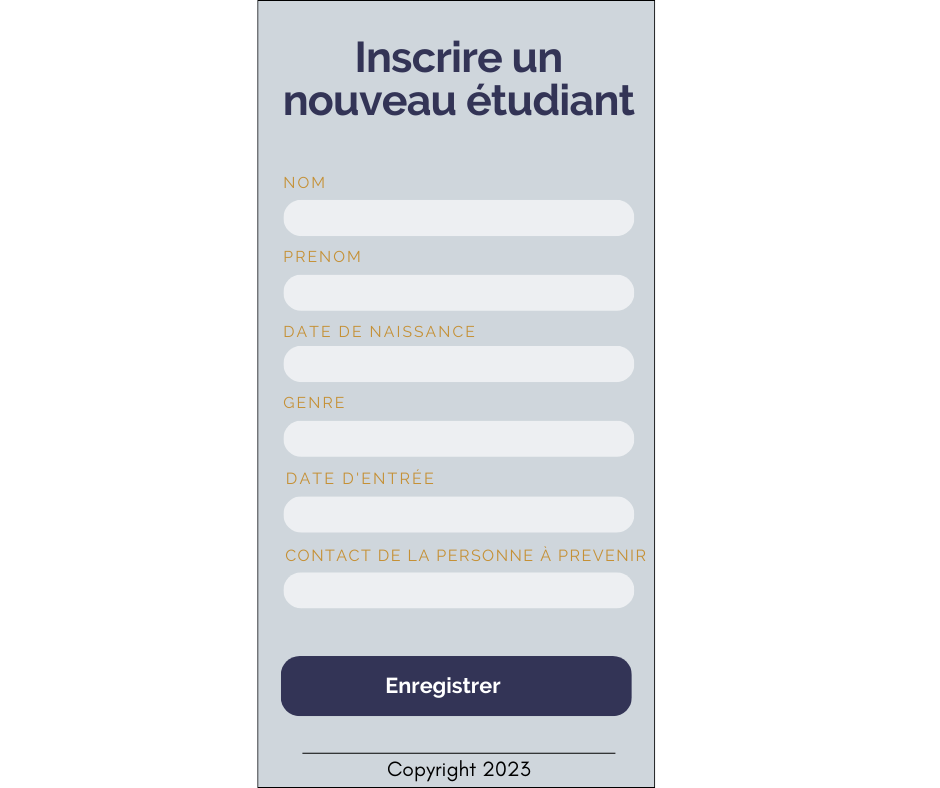 Inscrire un
nouveau étudiant
NOM
PRENOM
DATE DE NAISSANCE
GENRE
DATE D'ENTRÉE
CONTACT DE LA PERSONNE À PREVENIR
Enregistrer
Copyright 2023